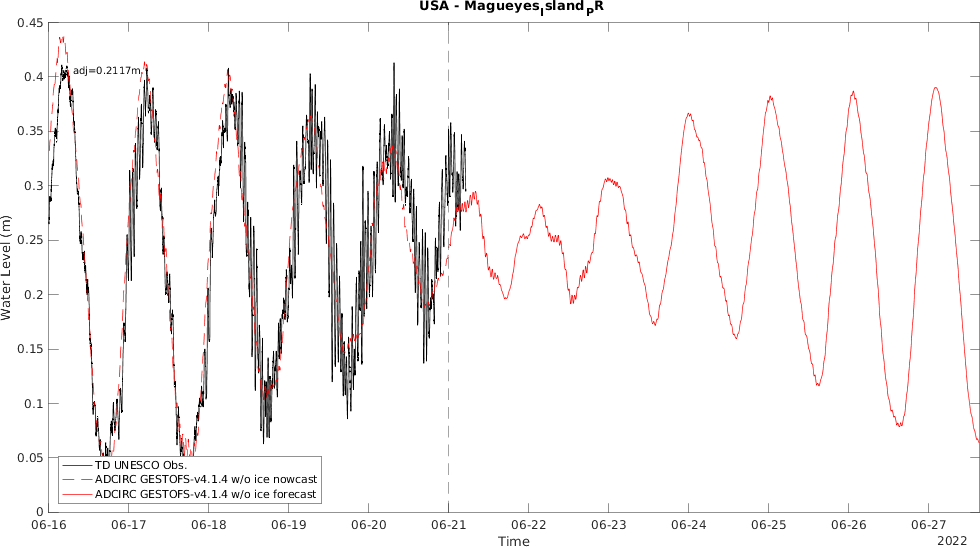 USA - Magueyes_Island_PR
0.45
adj=0.2117m
0.4
0.35
0.3
0.25
0.2
0.15
0.1
0.05
0
Water Level (m)
TD UNESCO Obs.
ADCIRC GESTOFS-v4.1.4 w/o ice nowcast
ADCIRC GESTOFS-v4.1.4 w/o ice forecast
06-16 06-17 06-18 06-19 06-20 06-21 06-22 06-23 06-24 06-25 06-26 06-27
Time
2022